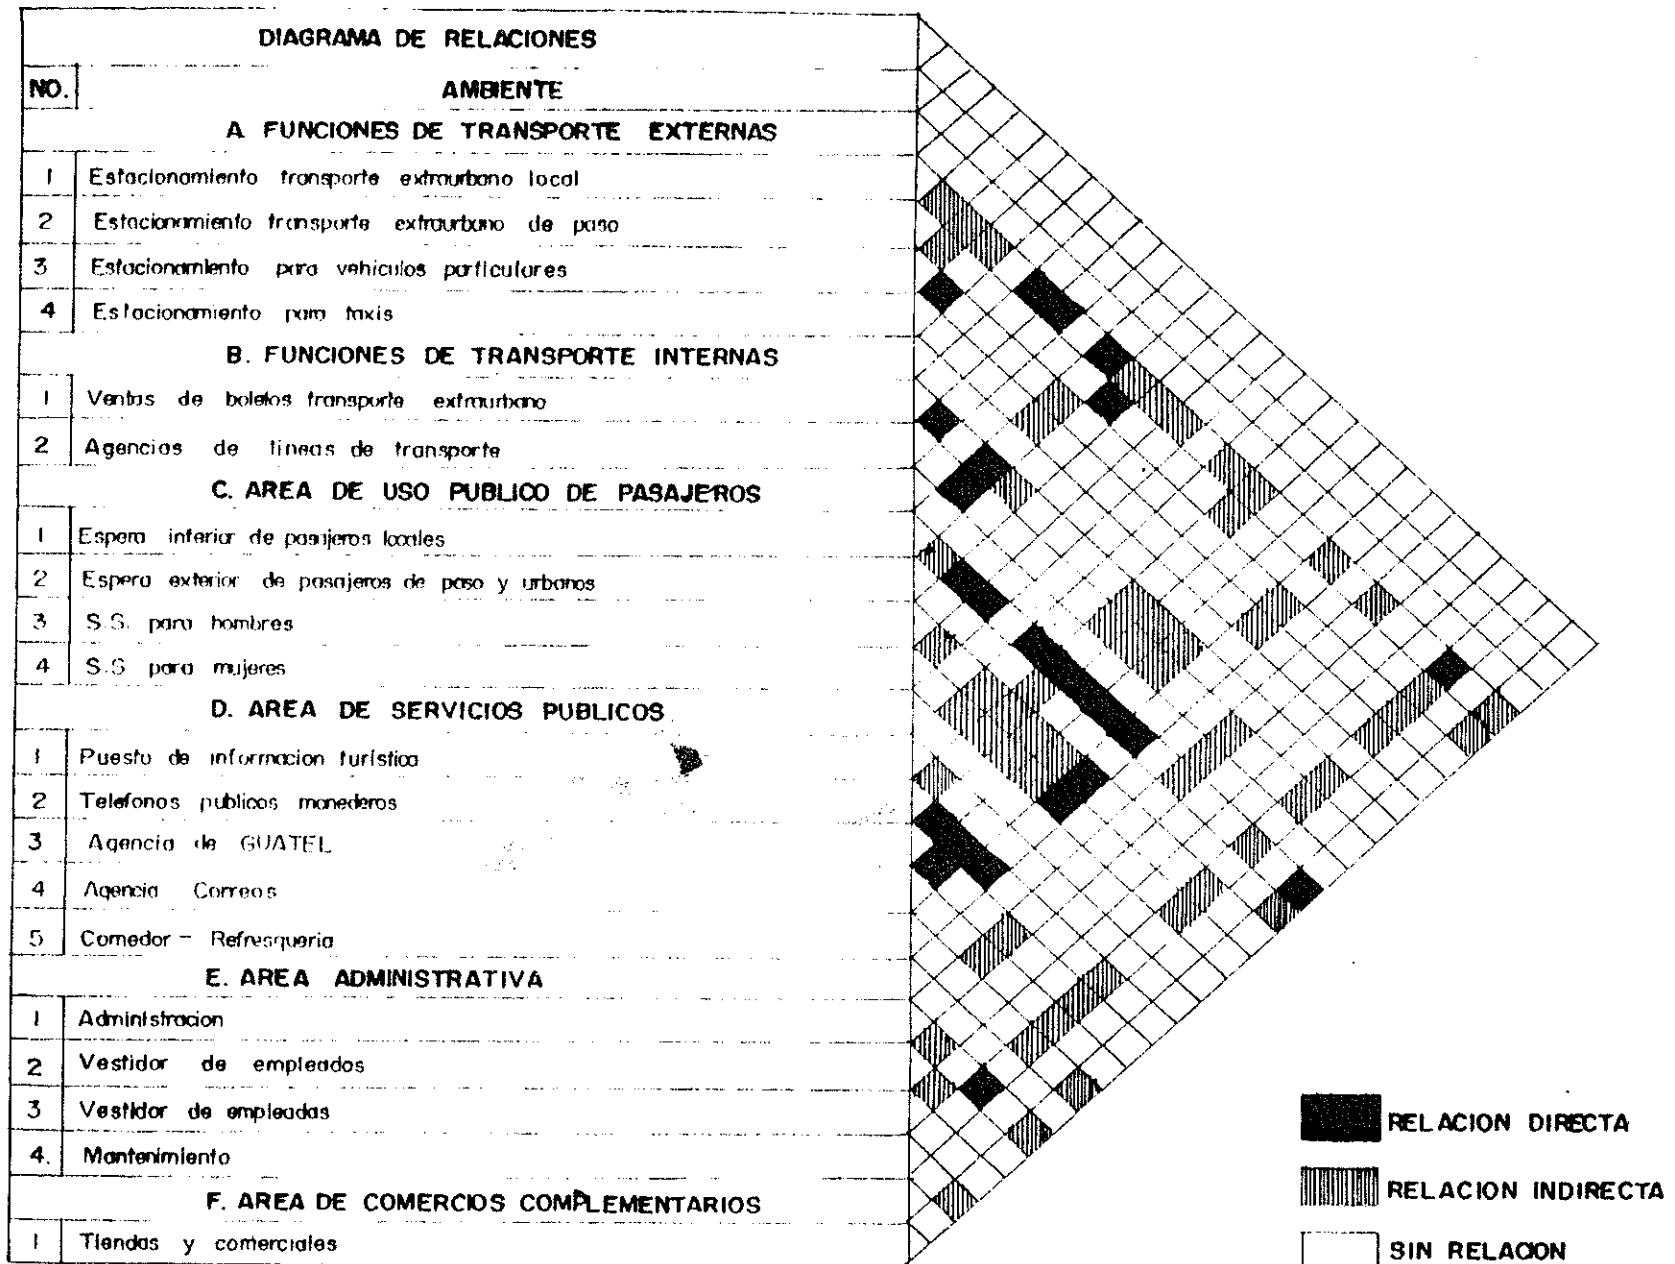 DIAGRAMA DE RELACIONES
NO. AMBIENTE
A FUNCIONES DE TRANSPORTE EXTERNAS
1 Estacionamiento transporte extraurbano local
2 Estacionamiento transporte extraurbano de paso
3 Estacionamiento para vehiculos particulares
4 Estacionamiento para taxis
B. FUNCIONES DE TRANSPORTE INTERNAS
1 Ventas de boletos transporte extraurbano
2 Agencias de lineas de transporte
C. AREA DE USO PUBLICO DE PASAJEROS
1 Espera interior de pasajeros locales
2 Espera exterior de pasajeros de paso y urbanos
3 S.S. para hombres
4 S.S para mujeres
D. AREA DE SERVICIOS PUBLICOS
1 Puesto de informacion turística
2 Telefonos publicos monederos
3 Agencia de GUATEL
4 Agencia Correos
5 Comedor - Refresqueria
E. AREA ADMINISTRATIVA
1 Administracion
2 Vestidor de empleados
3 Vestidor de empleadas
4. Mantenimiento
F. AREA DE COMERCIOS COMPLEMENTARIOS
1 Tiendas y comerciales
RELACION DIRECTA
RELACION INDIRECTA
SIN RELACION